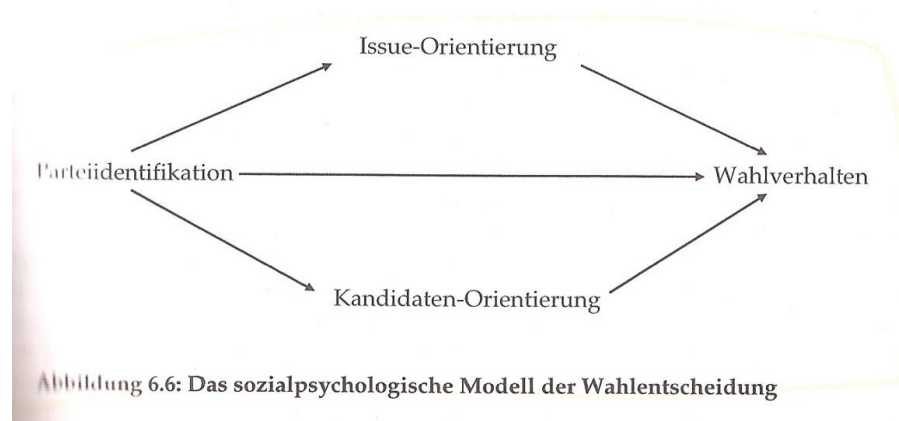 Issue-Orientierung
Parteiidentifikation
Wahlverhalten
Kandidaten-Orientierung
Abbildung 6.6: Das sozialpsychologische Modell der Wahlentscheidung